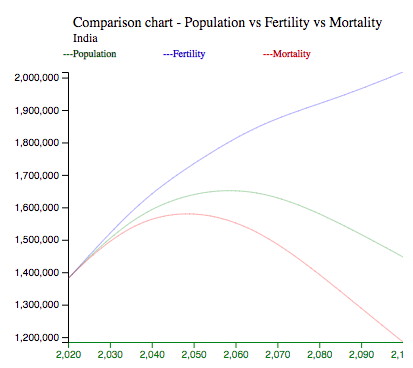 Comparison chart - Population vs Fertility vs Mortality
India
---Population ---Fertility ---Mortality
2,000,000
1,900,000
1,800,000
1,700,000
1,600,000
1,500,000
1,400,000
1,300,000
1,200,000
2,020 2,030 2,040 2,050 2,060 2,070 2,080 2,090 2,1